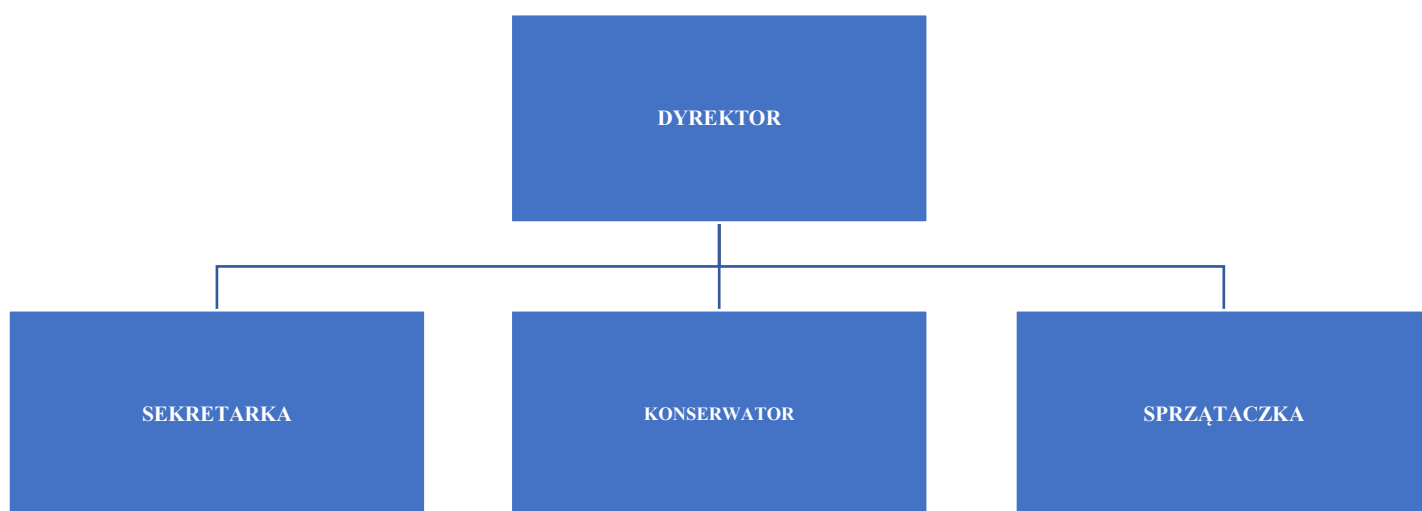 DYREKTOR
SEKRETARKA
KONSERWATOR
SPRZĄTACZKA